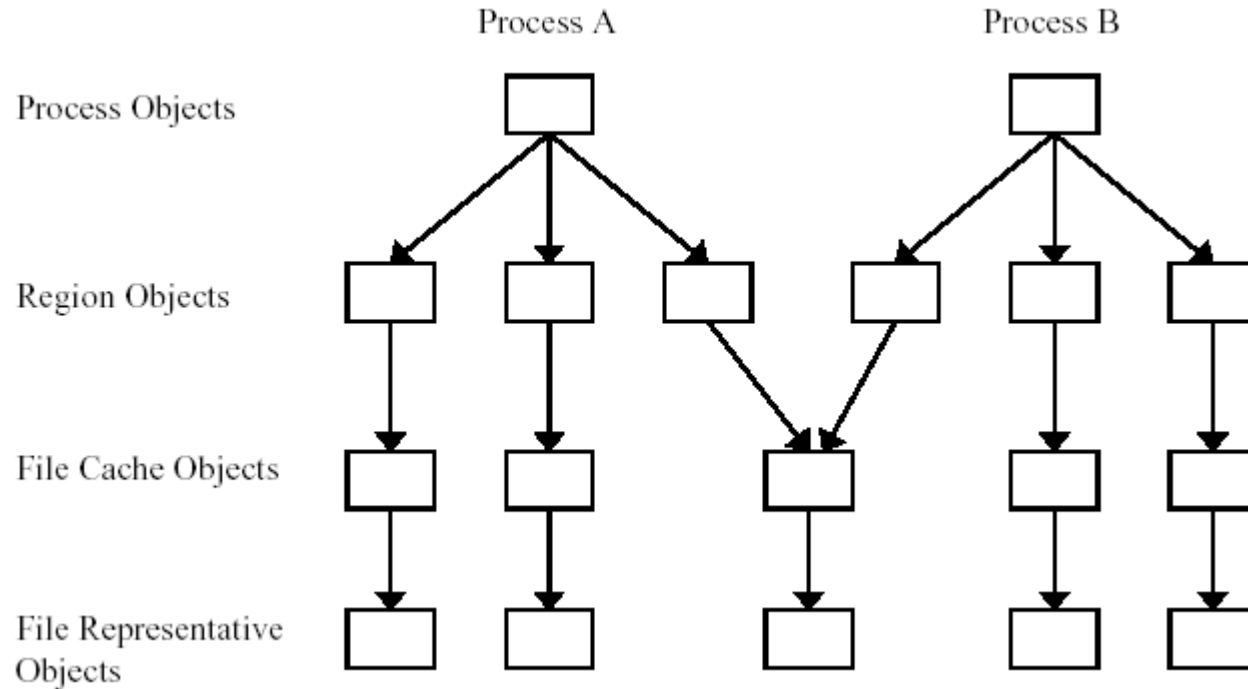 Process A
Process B
Process Objects
Region Objects
File Cache Objects
File Representative
Objects